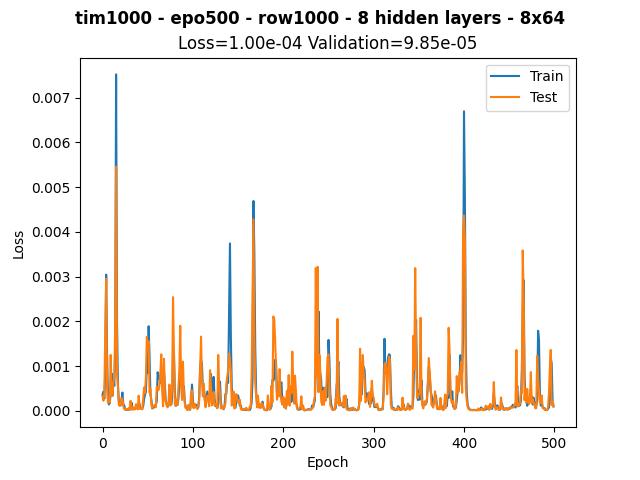 tim1000 - epo500 - row1000 - 8 hidden layers - 8x64
Loss=1.00e-04 Validation=9.85e-05
Train
Test
0.007
0.006
0.005
0.004
0.003
0.002
0.001
0.000
Loss
0 100 200 300 400 500
Epoch